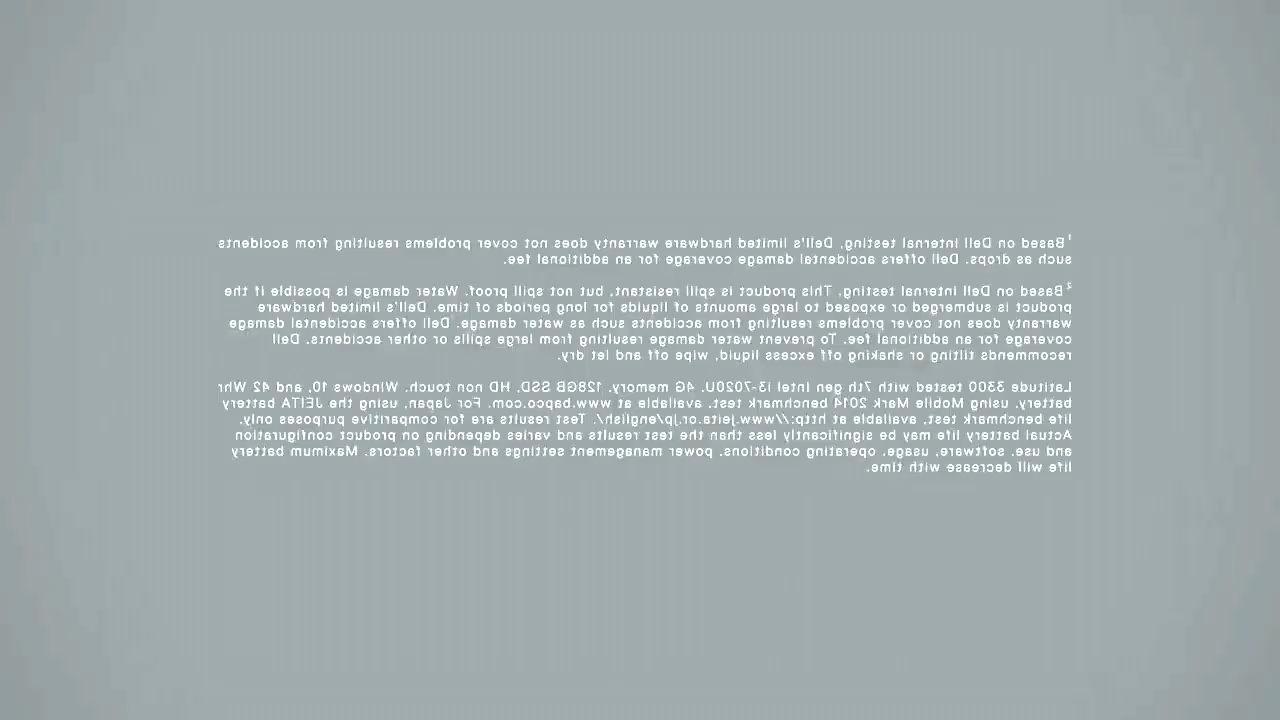 ¹Based on Dell internal testing. Dell's limited hardware warranty does not cover problems resulting from accidents
such as drops. Dell offers accidental damage coverage for an additional fee.
²Based on Dell internal testing. This product is spill resistant, but not spill proof. Water damage is possible if the
product is submerged or exposed to large amounts of liquids for long periods of time. Dell's limited hardware
warranty does not cover problems resulting from accidents such as water damage. Dell offers accidental damage
coverage for an additional fee. To prevent water damage resulting from large spills or other accidents, Dell
recommends tilting or shaking off excess liquid, wipe off and let dry.
Latitude 3300 tested with 7th gen Intel i3-7020U, 4G memory, 128GB SSD, HD non touch, Windows 10, and 42 Whr
battery, using Mobile Mark 2014 benchmark test, available at www.bapco.com. For Japan, using the JEITA battery
life benchmark test, available at http://www.jeita.or.jp/english/. Test results are for comparitive purposes only.
Actual battery life may be significantly less than the test results and varies depending on product configuration
and use, software, usage, operating conditions, power management settings and other factors. Maximum battery
life will decrease with time.